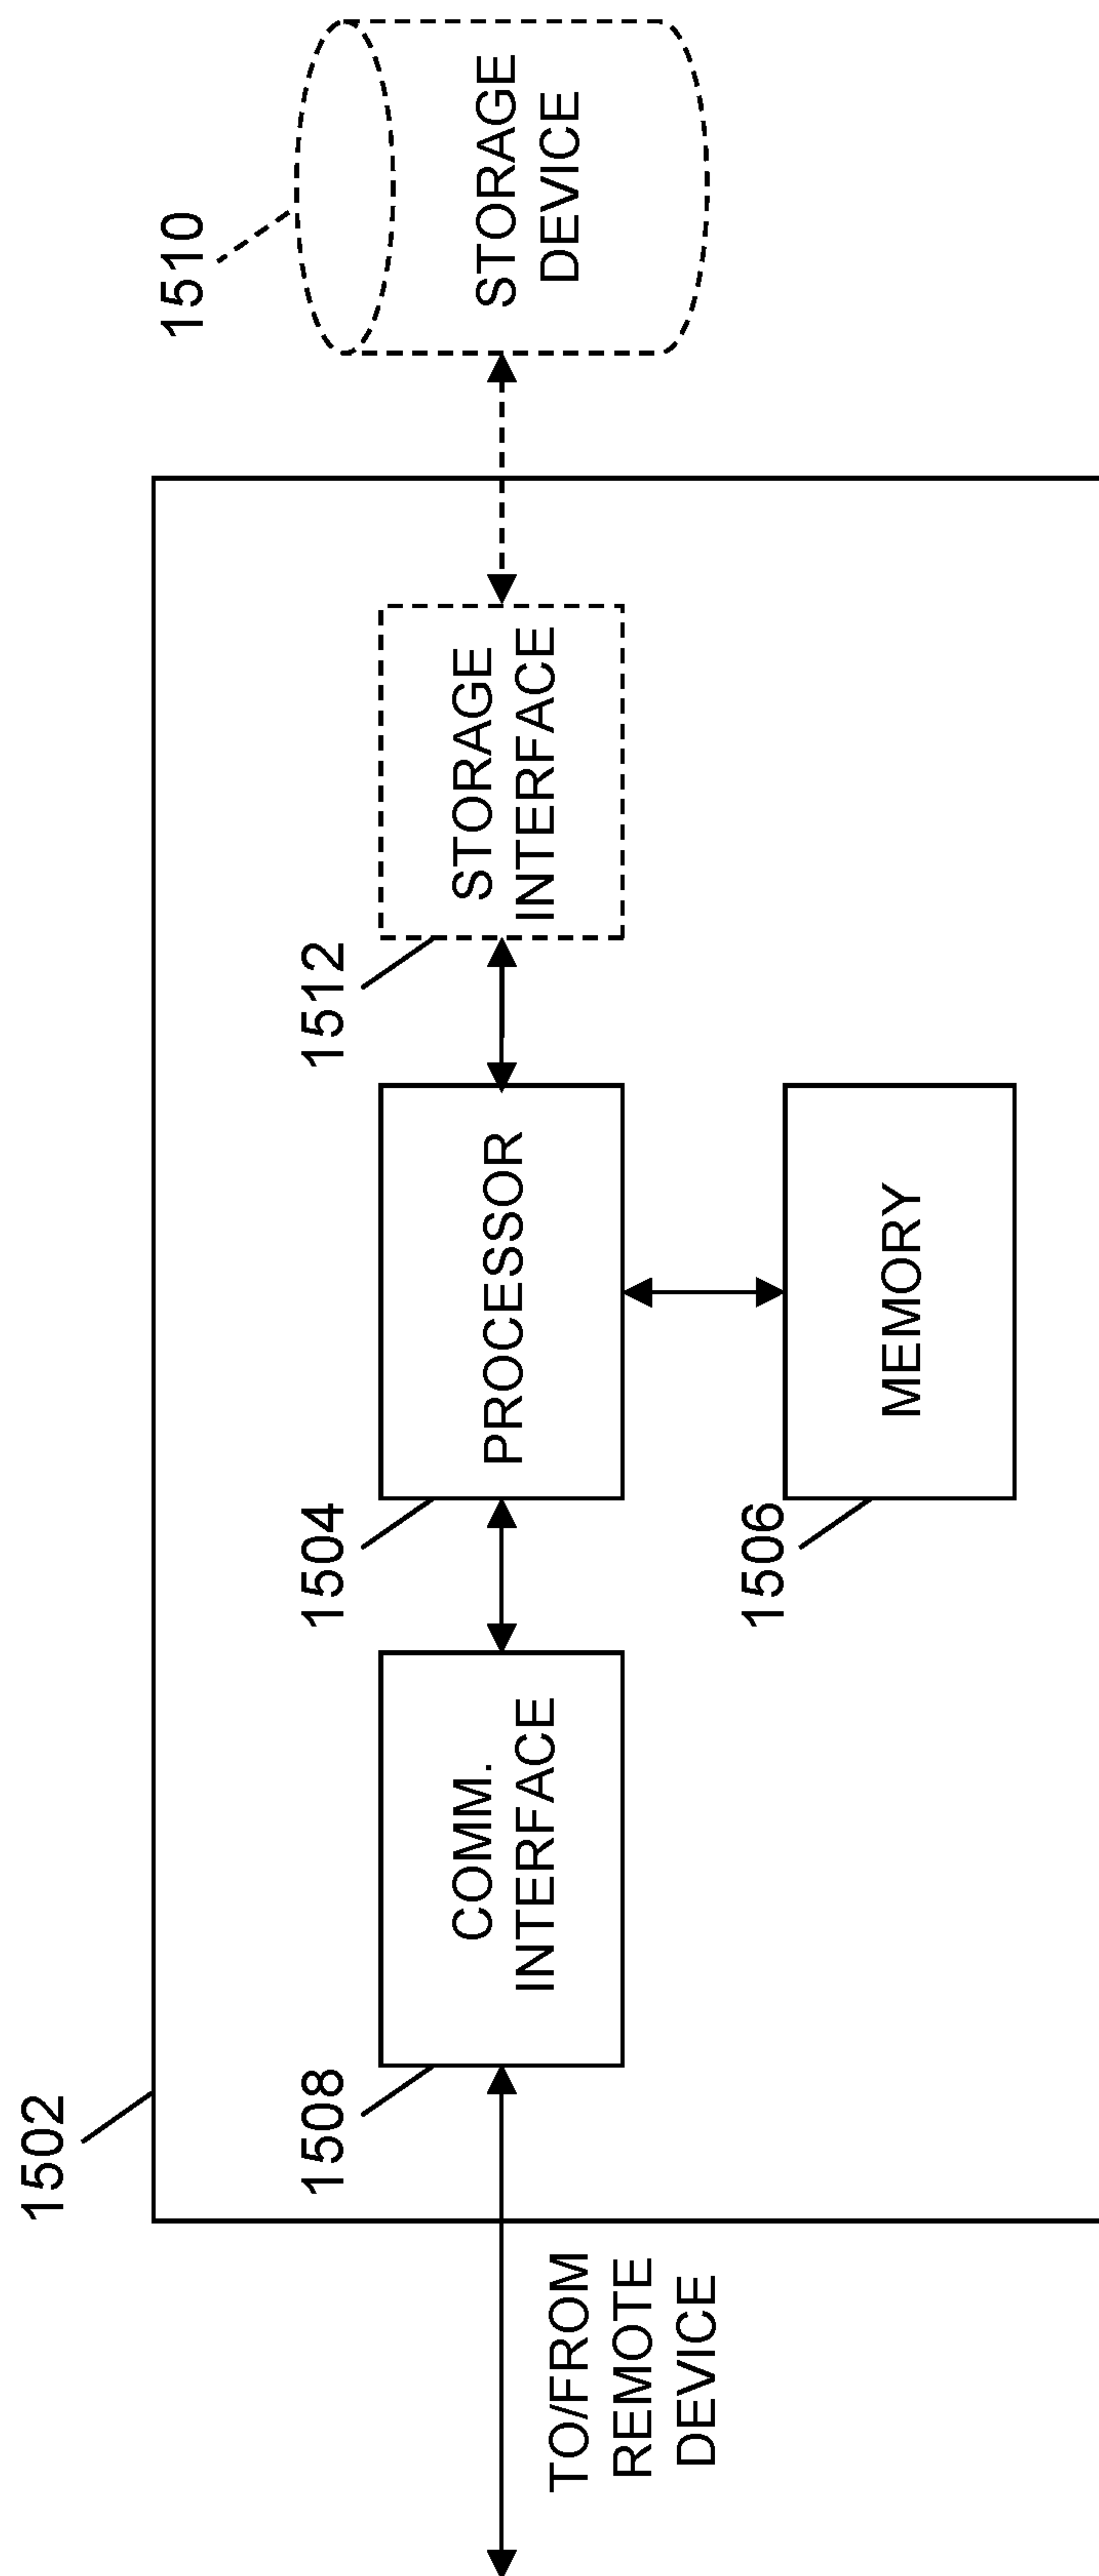 1502
1508
COMM.
INTERFACE
1504
PROCESSOR
1506
MEMORY
1512
STORAGE
INTERFACE
1510
STORAGE
DEVICE
TO/FROM
REMOTE
DEVICE